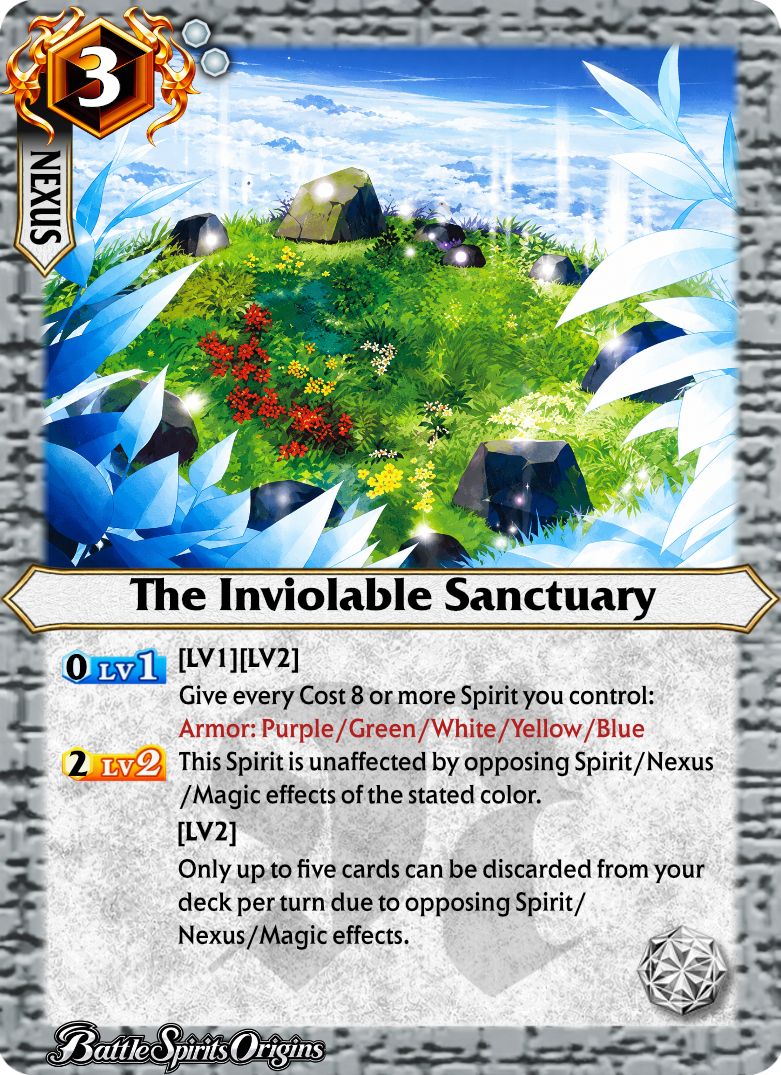 3
NEXUS
The Inviolable Sanctuary
0 LV1
[LV1][LV2]
Give every Cost 8 or more Spirit you control:
Armor: Purple/Green/White/Yellow/Blue
2 LV2
This Spirit is unaffected by opposing Spirit/Nexus
/Magic effects of the stated color.
[LV2]
Only up to five cards can be discarded from your
deck per turn due to opposing Spirit/
Nexus/Magic effects.
Battle Spirits Origins